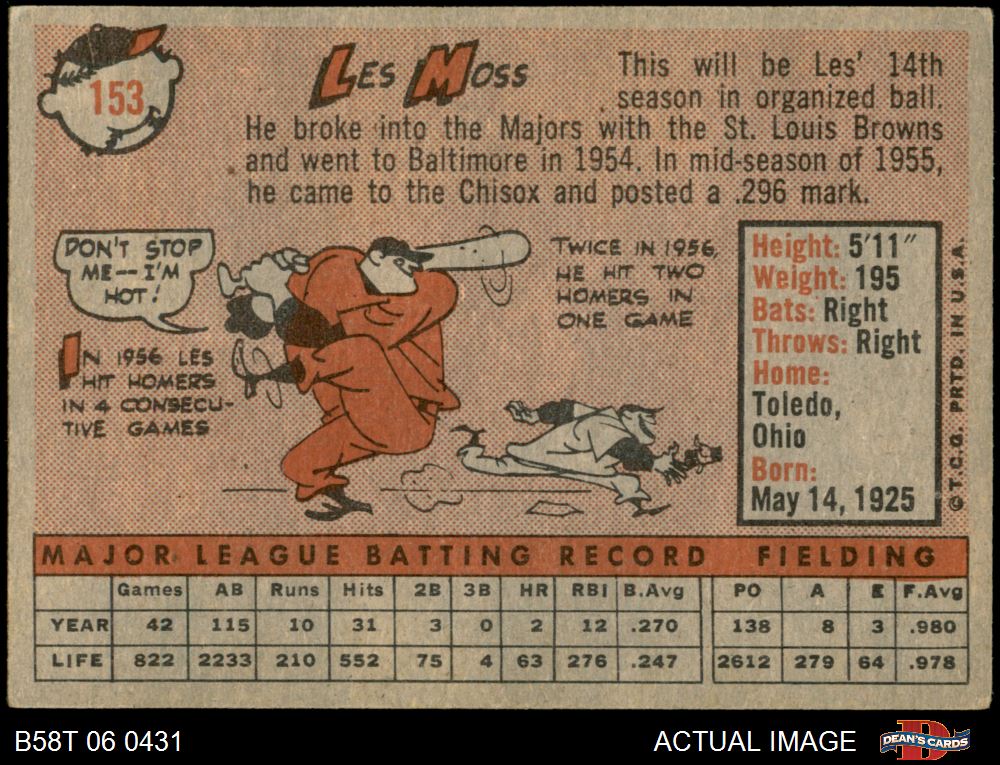 153
LES MOSS
This will be Les' 14th
season in organized ball.
He broke into the Majors with the St. Louis Browns
and went to Baltimore in 1954. In mid-season of 1955,
he came to the Chisox and posted a .296 mark.
DON'T STOP
ME--I'M
HOT!
IN 1956 LES
HIT HOMERS
IN 4 CONSECU-
TIVE GAMES
TWICE IN 1956,
HE HIT TWO
HOMERS IN
ONE GAME
Height: 5'11"
Weight: 195
Bats: Right
Throws: Right
Home:
Toledo,
Ohio
Born:
May 14, 1925
© T.C.G. PRTD. IN U.S.A.
MAJOR LEAGUE BATTING RECORD FIELDING
Games AB Runs Hits 2B 3B HR RBI B.Avg PO A E F.Avg
YEAR 42 115 10 31 3 0 2 12 .270 138 8 3 .980
LIFE 822 2233 210 552 75 4 63 276 .247 2612 279 64 .978
B58T 06 0431 ACTUAL IMAGE DEAN'S CARDS